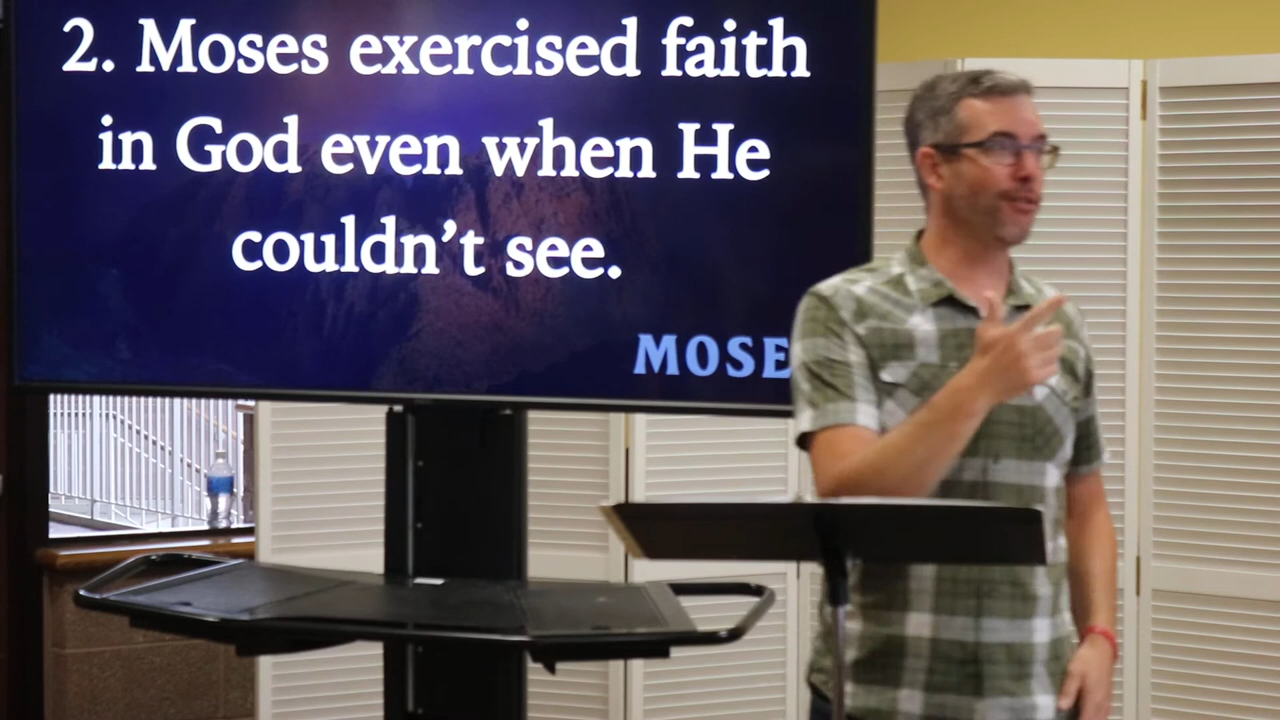 2. Moses exercised faith
in God even when He
couldn’t see.
MOSE